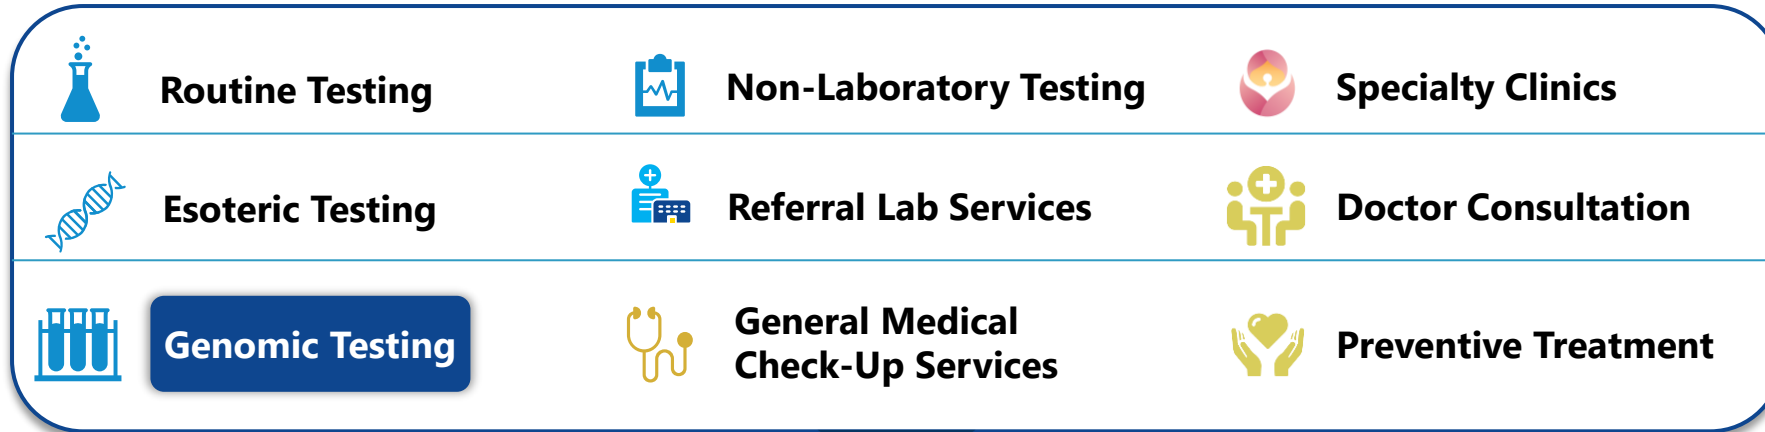 Routine Testing
Non-Laboratory Testing
Specialty Clinics
Esoteric Testing
Referral Lab Services
Doctor Consultation
Genomic Testing
General Medical
Check-Up Services
Preventive Treatment